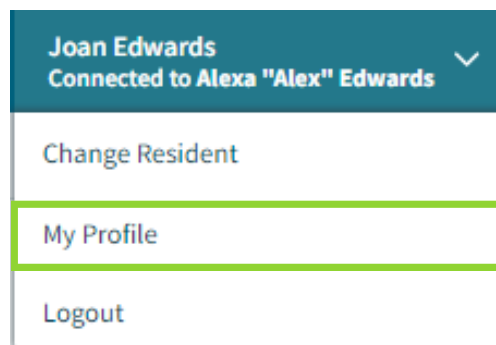 Joan Edwards
Connected to Alexa "Alex" Edwards
Change Resident
My Profile
Logout